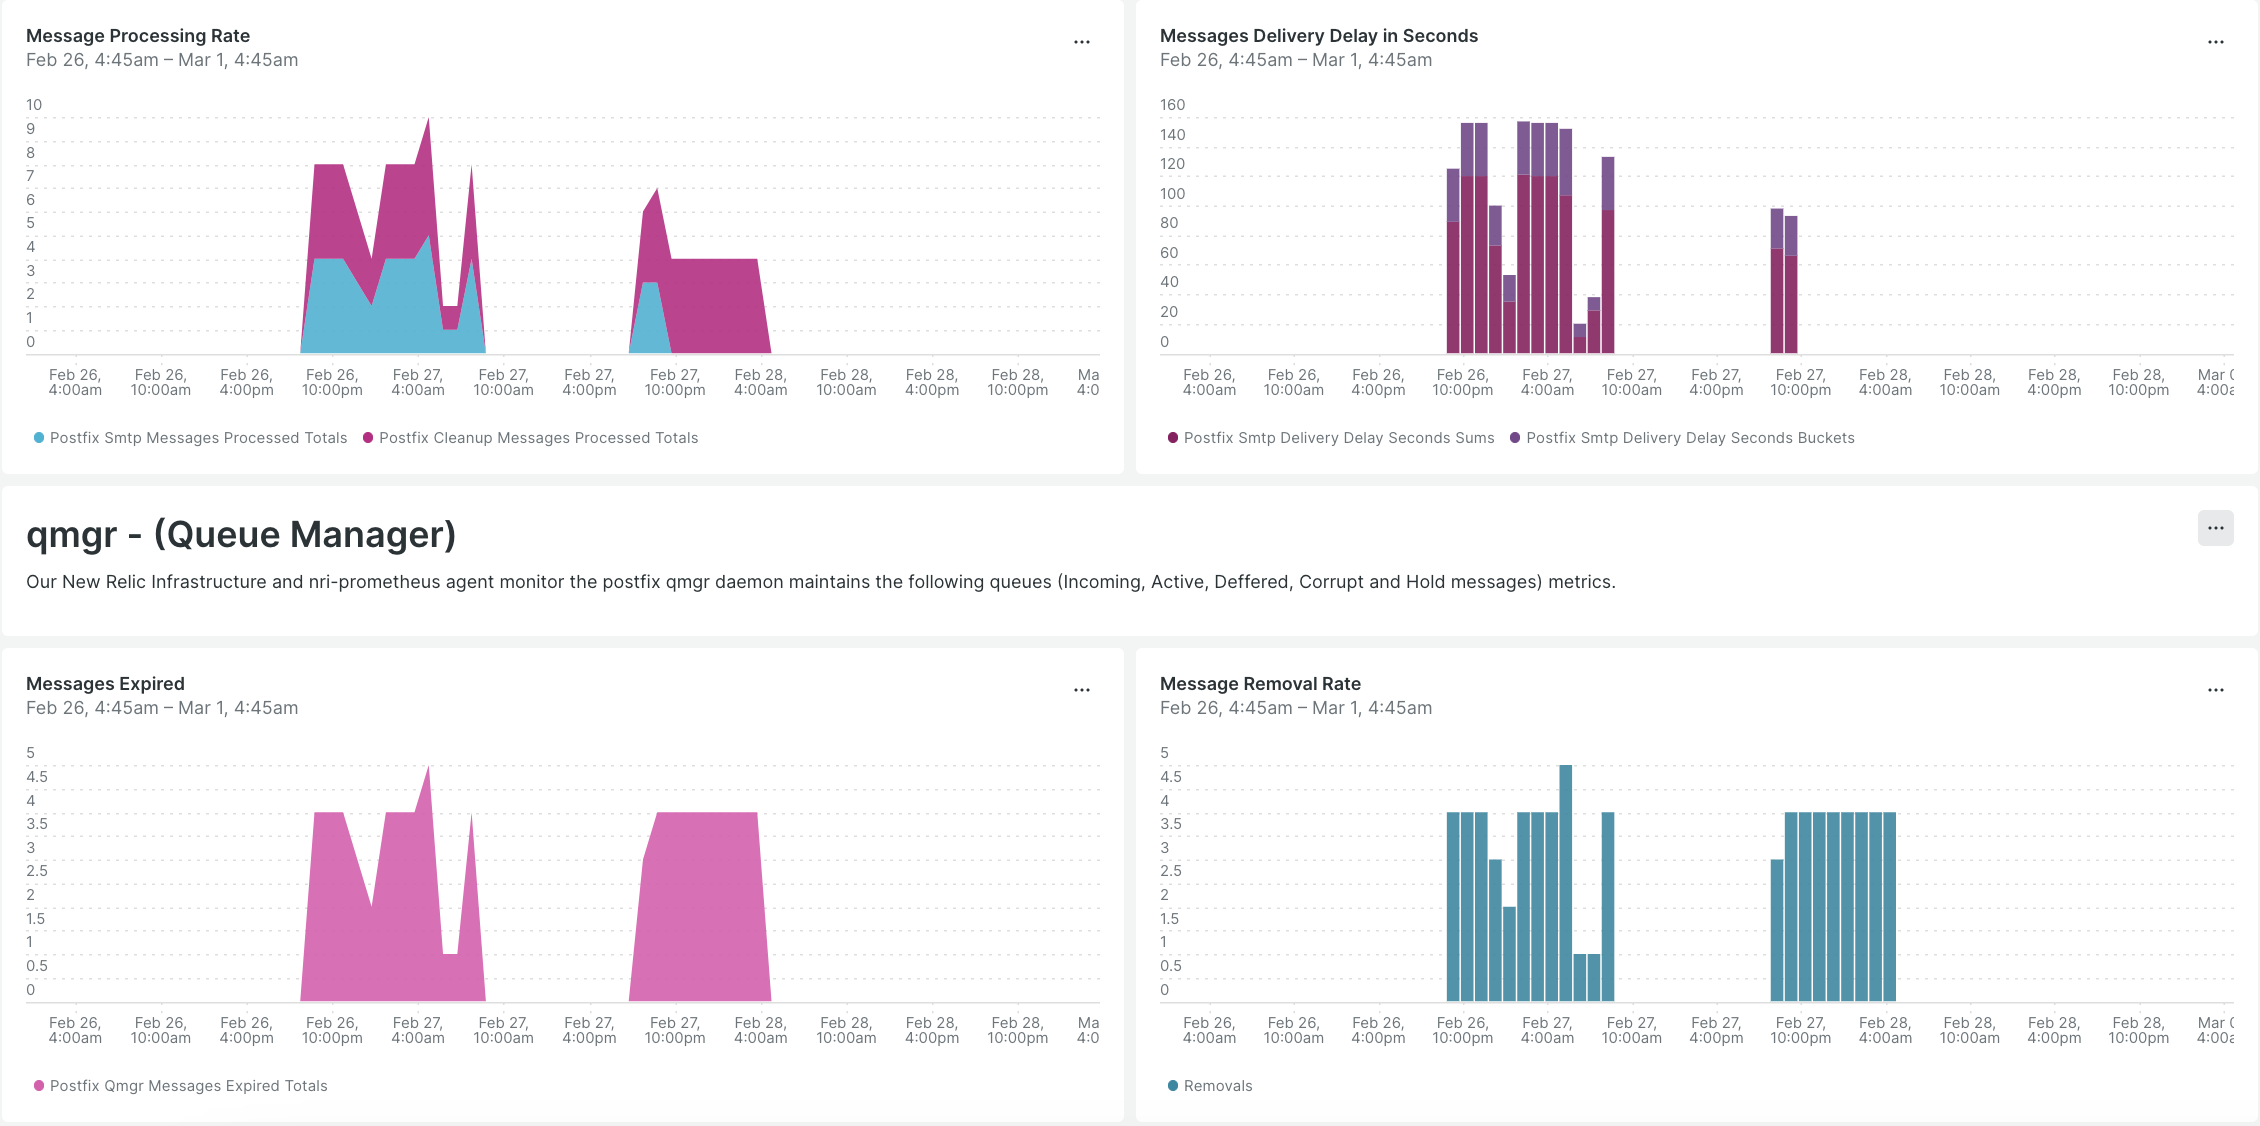 Message Processing Rate
Feb 26, 4:45am – Mar 1, 4:45am
10
9
8
7
6
5
4
3
2
1
0
Feb 26, Feb 26, Feb 26, Feb 26, Feb 27, Feb 27, Feb 27, Feb 27, Feb 28, Feb 28, Feb 28, Feb 28, Ma
4:00am 10:00am 4:00pm 10:00pm 4:00am 10:00am 4:00pm 10:00pm 4:00am 10:00am 4:00pm 10:00pm 4:0
Postfix Smtp Messages Processed Totals Postfix Cleanup Messages Processed Totals
Messages Delivery Delay in Seconds
Feb 26, 4:45am – Mar 1, 4:45am
160
140
120
100
80
60
40
20
0
Feb 26, Feb 26, Feb 26, Feb 26, Feb 27, Feb 27, Feb 27, Feb 27, Feb 28, Feb 28, Feb 28, Feb 28, Mar
4:00am 10:00am 4:00pm 10:00pm 4:00am 10:00am 4:00pm 10:00pm 4:00am 10:00am 4:00pm 10:00pm 4:00a
Postfix Smtp Delivery Delay Seconds Sums Postfix Smtp Delivery Delay Seconds Buckets
qmgr - (Queue Manager)
Our New Relic Infrastructure and nri-prometheus agent monitor the postfix qmgr daemon maintains the following queues (Incoming, Active, Deffered, Corrupt and Hold messages) metrics.
Messages Expired
Feb 26, 4:45am – Mar 1, 4:45am
5
4.5
4
3.5
3
2.5
2
1.5
1
0.5
0
Feb 26, Feb 26, Feb 26, Feb 26, Feb 27, Feb 27, Feb 27, Feb 27, Feb 28, Feb 28, Feb 28, Feb 28, Ma
4:00am 10:00am 4:00pm 10:00pm 4:00am 10:00am 4:00pm 10:00pm 4:00am 10:00am 4:00pm 10:00pm 4:0
Postfix Qmgr Messages Expired Totals
Message Removal Rate
Feb 26, 4:45am – Mar 1, 4:45am
5
4.5
4
3.5
3
2.5
2
1.5
1
0.5
0
Feb 26, Feb 26, Feb 26, Feb 26, Feb 27, Feb 27, Feb 27, Feb 27, Feb 28, Feb 28, Feb 28, Feb 28, Mar
4:00am 10:00am 4:00pm 10:00pm 4:00am 10:00am 4:00pm 10:00pm 4:00am 10:00am 4:00pm 10:00pm 4:00a
Removals